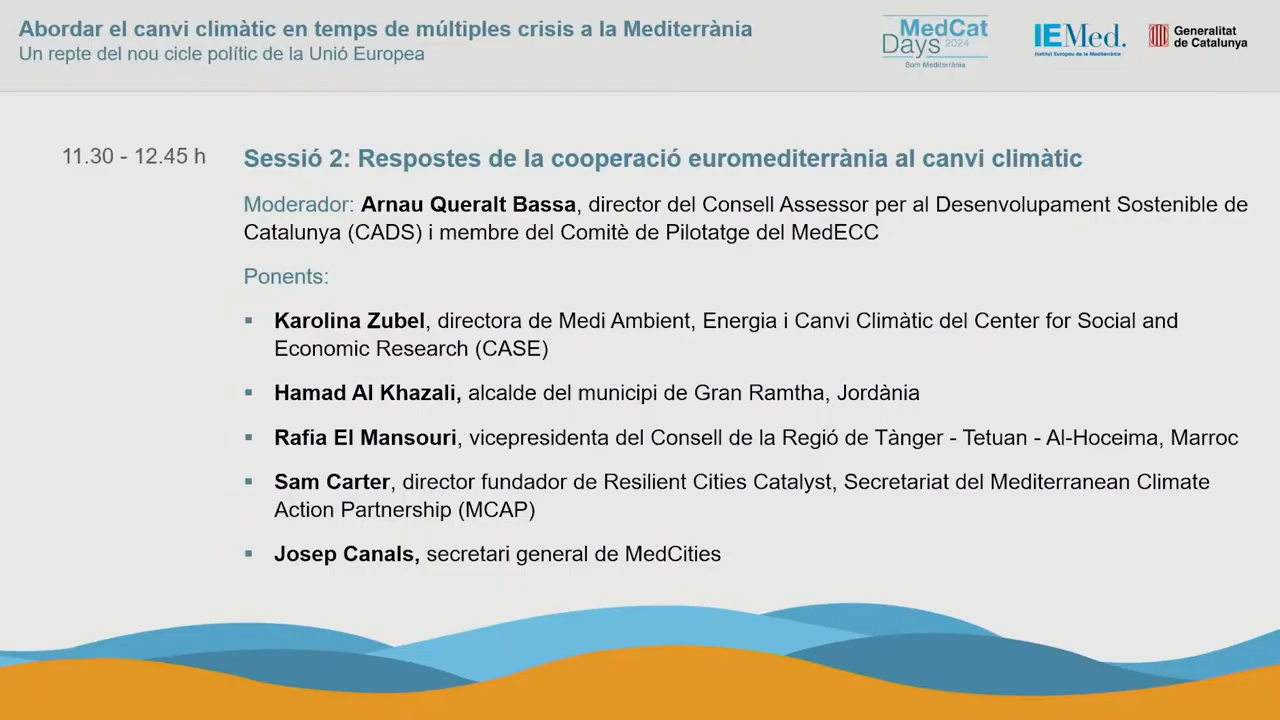 Abordar el canvi climàtic en temps de múltiples crisis a la Mediterrània
Un repte del nou cicle polític de la Unió Europea
MedCat
Days 2024
Som Mediterrània
IEMed.
Institut Europeu de la Mediterrània
Generalitat
de Catalunya
11.30 - 12.45 h
Sessió 2: Respostes de la cooperació euromediterrània al canvi climàtic
Moderador: Arnau Queralt Bassa, director del Consell Assessor per al Desenvolupament Sostenible de
Catalunya (CADS) i membre del Comitè de Pilotatge del MedECC
Ponents:
▪ Karolina Zubel, directora de Medi Ambient, Energia i Canvi Climàtic del Center for Social and
Economic Research (CASE)
▪ Hamad Al Khazali, alcalde del municipi de Gran Ramtha, Jordània
▪ Rafia El Mansouri, vicepresidenta del Consell de la Regió de Tànger - Tetuan - Al-Hoceima, Marroc
▪ Sam Carter, director fundador de Resilient Cities Catalyst, Secretariat del Mediterranean Climate
Action Partnership (MCAP)
▪ Josep Canals, secretari general de MedCities